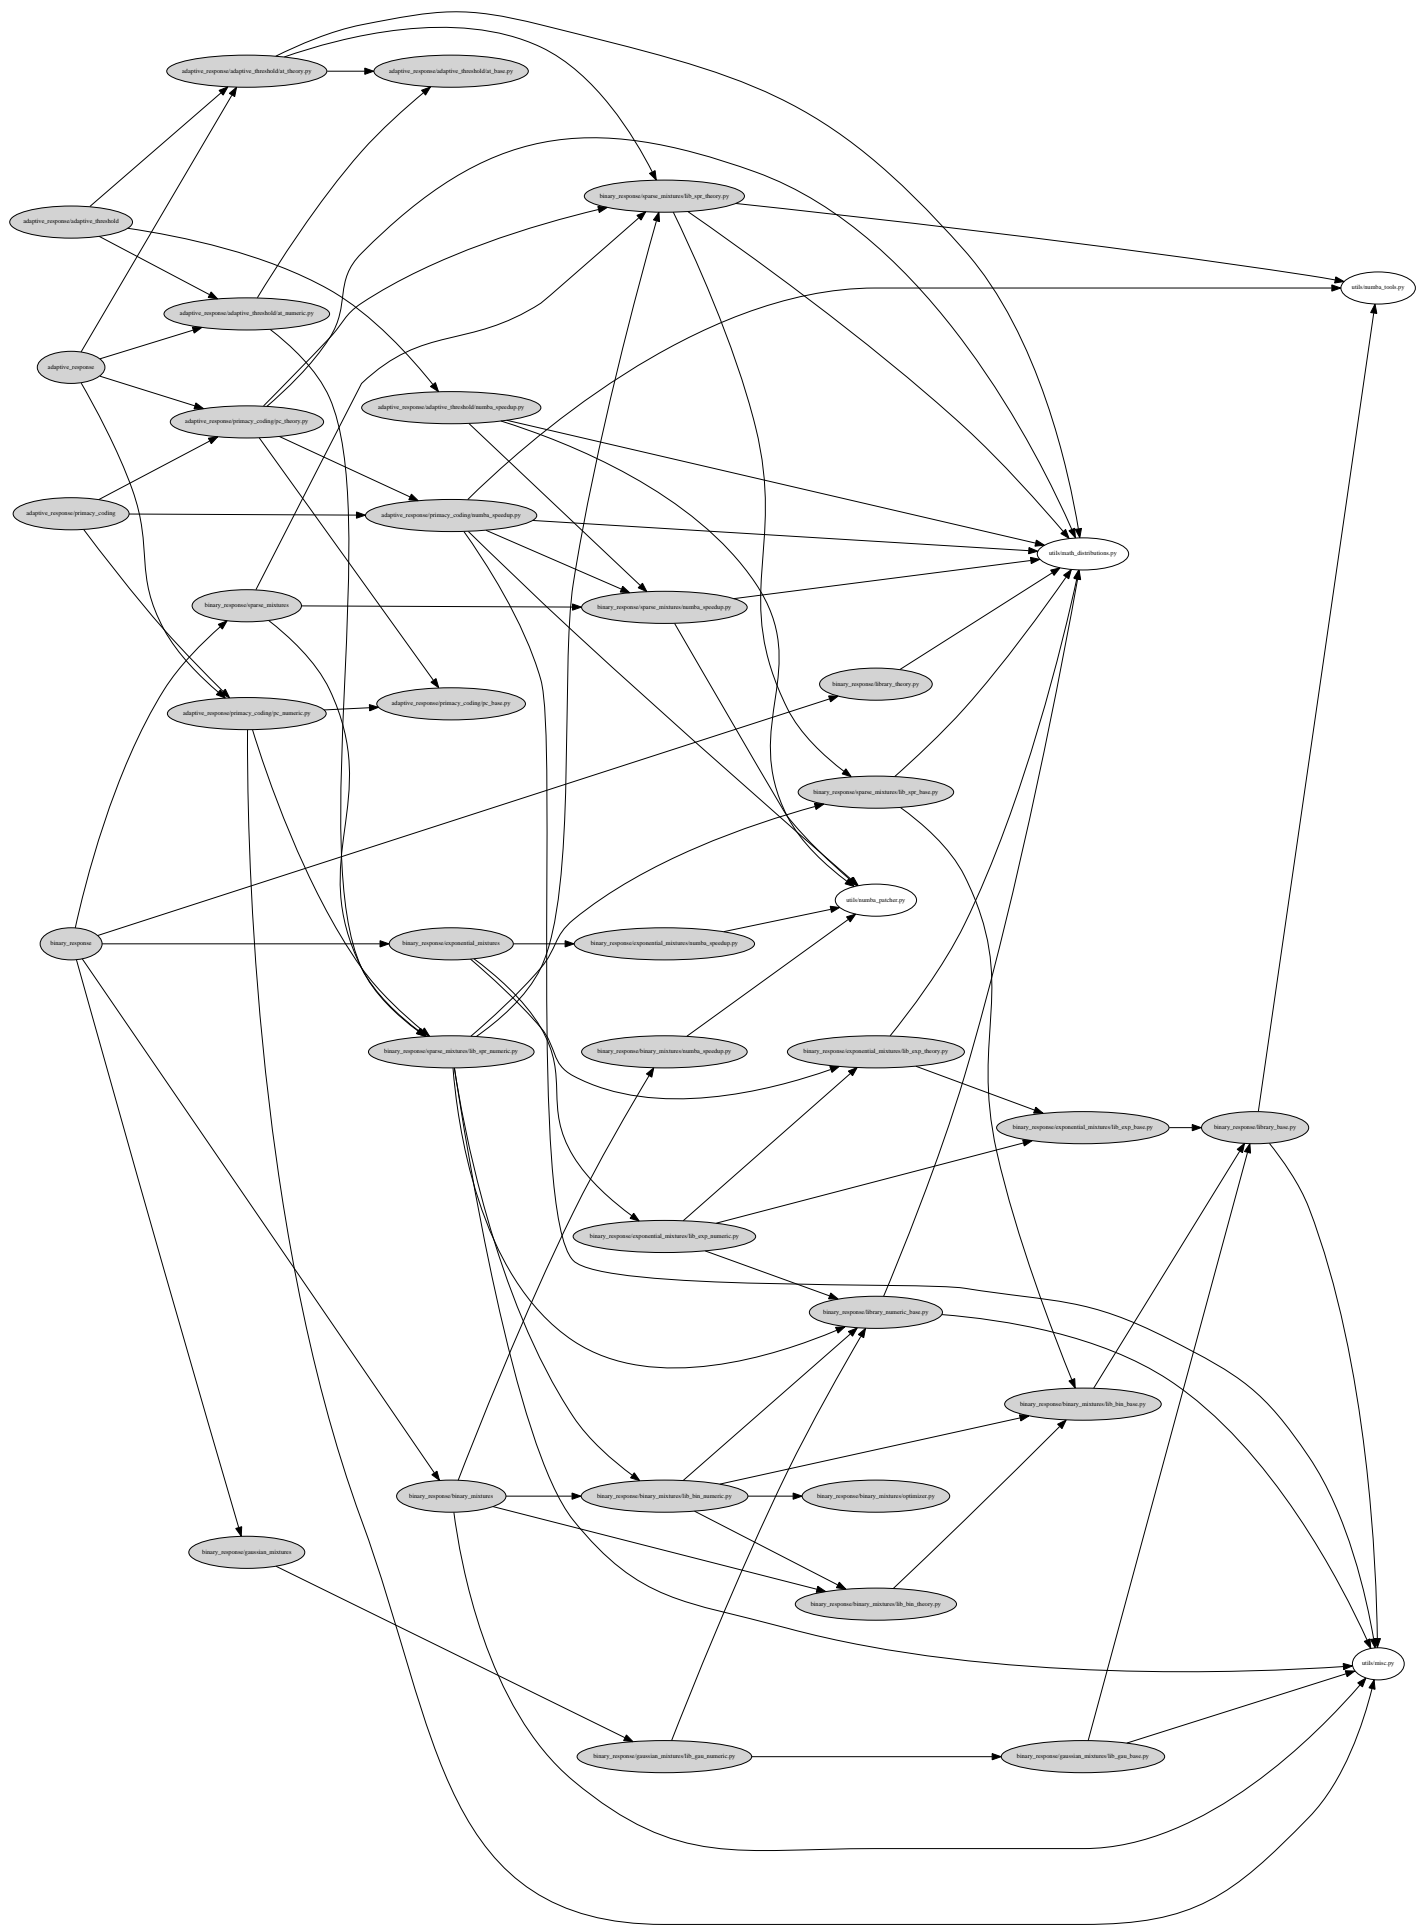 adaptive_response/adaptive_threshold/at_theory.py
adaptive_response/adaptive_threshold/at_base.py
binary_response/sparse_mixtures/lib_spr_theory.py
adaptive_response/adaptive_threshold
utils/numba_tools.py
adaptive_response/adaptive_threshold/at_numeric.py
adaptive_response
adaptive_response/adaptive_threshold/numba_speedup.py
adaptive_response/primacy_coding/pc_theory.py
adaptive_response/primacy_coding
adaptive_response/primacy_coding/numba_speedup.py
utils/math_distributions.py
binary_response/sparse_mixtures
binary_response/sparse_mixtures/numba_speedup.py
binary_response/library_theory.py
adaptive_response/primacy_coding/pc_numeric.py
adaptive_response/primacy_coding/pc_base.py
binary_response/sparse_mixtures/lib_spr_base.py
utils/numba_patcher.py
binary_response
binary_response/exponential_mixtures
binary_response/exponential_mixtures/numba_speedup.py
binary_response/sparse_mixtures/lib_spr_numeric.py
binary_response/binary_mixtures/numba_speedup.py
binary_response/exponential_mixtures/lib_exp_theory.py
binary_response/exponential_mixtures/lib_exp_base.py
binary_response/library_base.py
binary_response/exponential_mixtures/lib_exp_numeric.py
binary_response/library_numeric_base.py
binary_response/binary_mixtures/lib_bin_base.py
binary_response/binary_mixtures
binary_response/binary_mixtures/lib_bin_numeric.py
binary_response/binary_mixtures/optimizer.py
binary_response/gaussian_mixtures
binary_response/binary_mixtures/lib_bin_theory.py
utils/misc.py
binary_response/gaussian_mixtures/lib_gau_numeric.py
binary_response/gaussian_mixtures/lib_gau_base.py